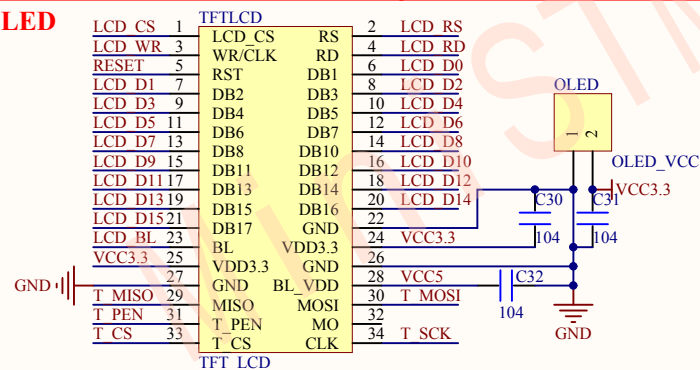 LED
TFTLCD
LCD_CS 1 LCD_CS RS 2 LCD_RS
LCD_WR 3 WR/CLK RD 4 LCD_RD
RESET 5 RST DB1 6 LCD_D0
LCD_D1 7 DB2 DB3 8 LCD_D2
LCD_D3 9 DB4 DB5 10 LCD_D4
LCD_D5 11 DB6 DB7 12 LCD_D6
LCD_D7 13 DB8 DB10 14 LCD_D8
LCD_D9 15 DB11 DB12 16 LCD_D10
LCD_D11 17 DB13 DB14 18 LCD_D12
LCD_D13 19 DB15 DB16 20 LCD_D14
LCD_D15 21 DB17 GND 22
LCD_BL 23 BL VDD3.3 24 VCC3.3
VCC3.3 25 VDD3.3 GND 26
GND 27 GND BL_VDD 28 VCC5
T_MISO 29 MISO MOSI 30 T_MOSI
T_PEN 31 T_PEN MO 32
T_CS 33 T_CS CLK 34 T_SCK
TFT_LCD
OLED
1 2
OLED_VCC
VCC3.3
C30 C31
104 104
C32
104
GND
MiniSTM